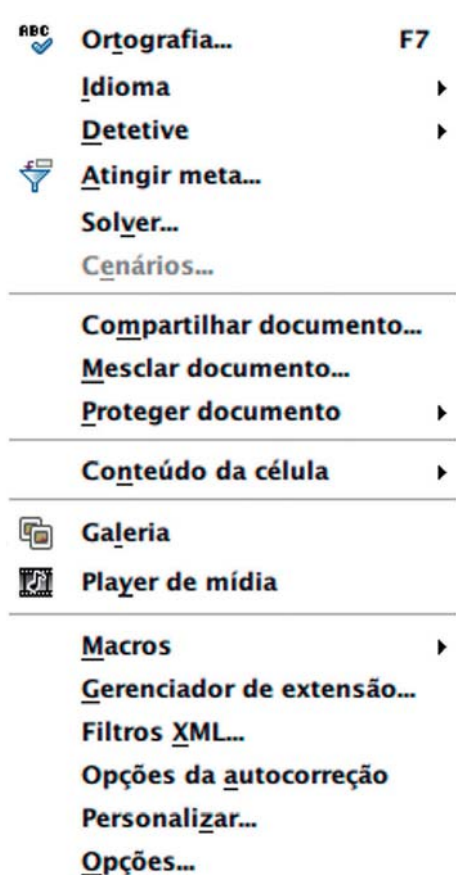 ABC Ortografia... F7
Idioma
Detetive
Atingir meta...
Solver...
Cenários...
Compartilhar documento...
Mesclar documento...
Proteger documento
Conteúdo da célula
Galeria
Player de mídia
Macros
Gerenciador de extensão...
Filtros XML...
Opções da autocorreção
Personalizar...
Opções...